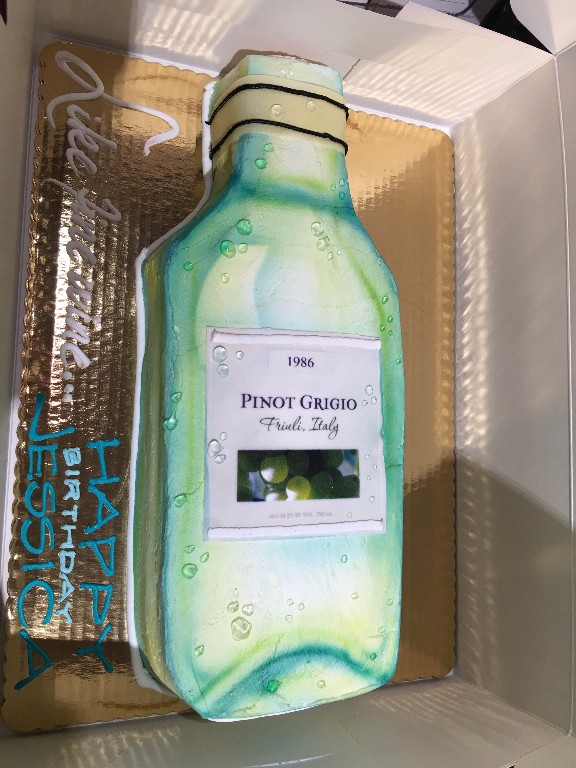 Like fine wine...
HAPPY
BIRTHDAY
JESSICA
1986
PINOT GRIGIO
Friuli, Italy